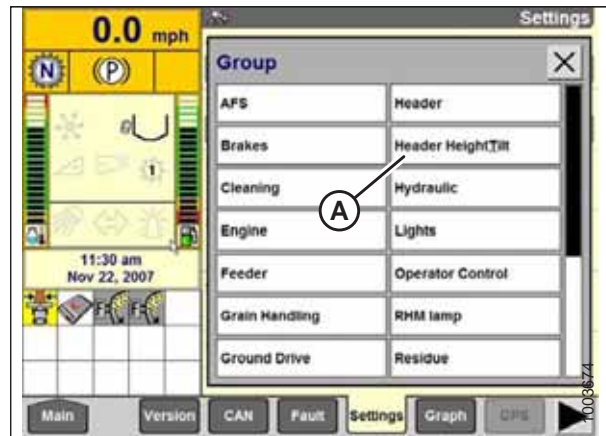 0.0 mph
Settings
N
(P)
Group
X
AFS
Header
Brakes
Header HeightTilt
Cleaning
Hydraulic
A
Engine
Lights
Feeder
Operator Control
Grain Handling
RHM lamp
Ground Drive
Residue
1
11:30 am
Nov 22, 2007
Main
Version
CAN
Fault
Settings
Graph
GPS
1003674